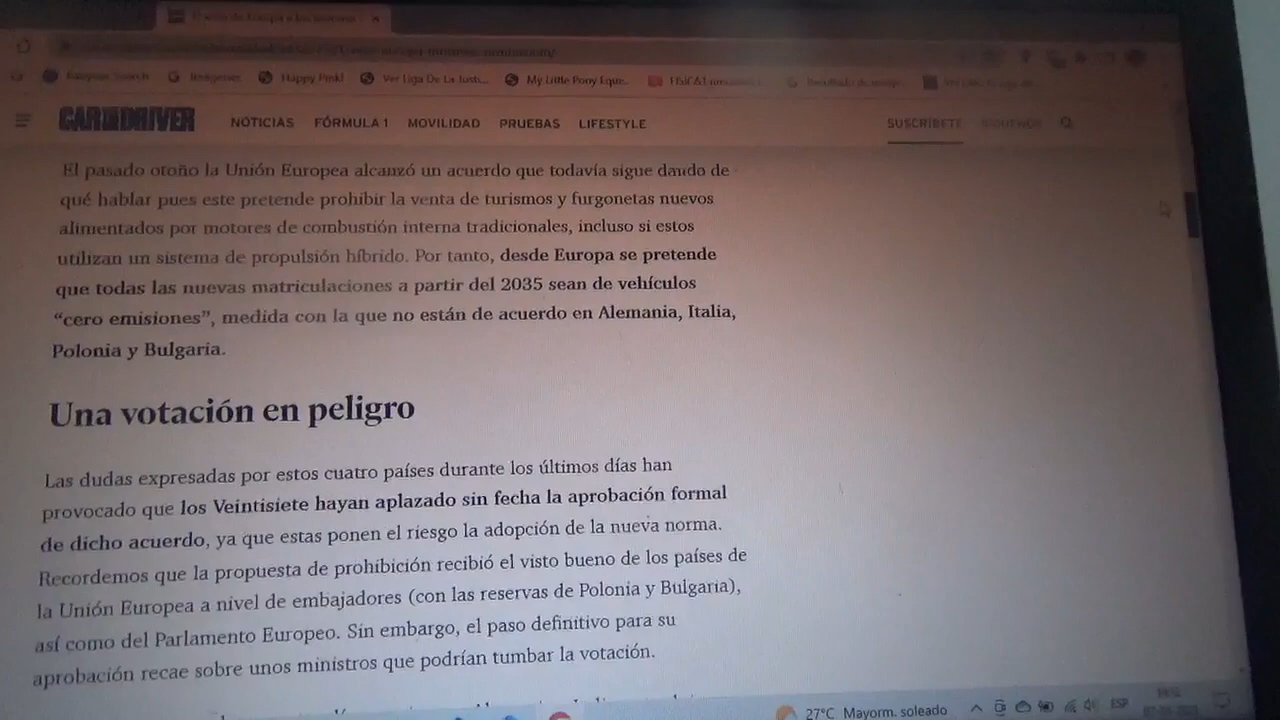 Happy Pink!
Ver Liga De La Justi...
My Little Pony Eque...
CAR AND DRIVER
NOTICIAS FÓRMULA 1 MOVILIDAD PRUEBAS LIFESTYLE SUSCRÍBETE SÍGUENOS
El pasado otoño la Unión Europea alcanzó un acuerdo que todavía sigue dando de
qué hablar pues este pretende prohibir la venta de turismos y furgonetas nuevos
alimentados por motores de combustión interna tradicionales, incluso si estos
utilizan un sistema de propulsión híbrido. Por tanto, desde Europa se pretende
que todas las nuevas matriculaciones a partir del 2035 sean de vehículos
“cero emisiones”, medida con la que no están de acuerdo en Alemania, Italia,
Polonia y Bulgaria.
Una votación en peligro
Las dudas expresadas por estos cuatro países durante los últimos días han
provocado que los Veintisiete hayan aplazado sin fecha la aprobación formal
de dicho acuerdo, ya que estas ponen el riesgo la adopción de la nueva norma.
Recordemos que la propuesta de prohibición recibió el visto bueno de los países de
la Unión Europea a nivel de embajadores (con las reservas de Polonia y Bulgaria),
así como del Parlamento Europeo. Sin embargo, el paso definitivo para su
aprobación recae sobre unos ministros que podrían tumbar la votación.
27°C Mayorm. soleado ESP